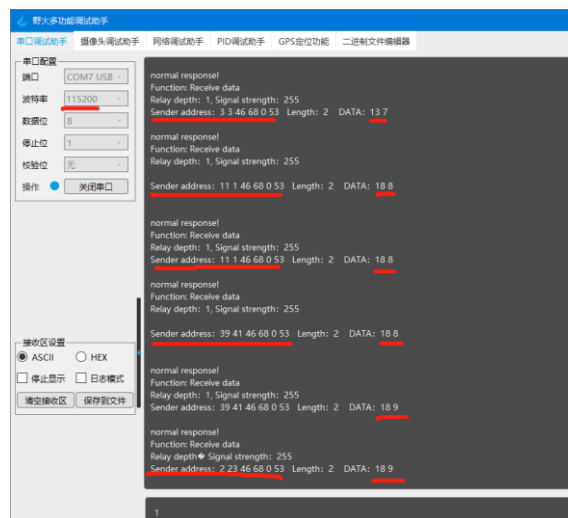 野火多功能调试助手
串口调试助手 摄像头调试助手 网络调试助手 PID调试助手 GPS定位功能 二进制文件编辑器
串口配置
端口 COM7 USB
波特率 115200
数据位 8
停止位 1
校验位 无
操作 关闭串口
normal response!
Function: Receive data
Relay depth: 1, Signal strength: 255
Sender address: 3 3 46 68 0 53 Length: 2 DATA: 13 7
normal response!
Function: Receive data
Relay depth: 1, Signal strength: 255
Sender address: 11 1 46 68 0 53 Length: 2 DATA: 18 8
normal response!
Function: Receive data
Relay depth: 1, Signal strength: 255
Sender address: 11 1 46 68 0 53 Length: 2 DATA: 18 8
normal response!
Function: Receive data
Relay depth: 1, Signal strength: 255
Sender address: 39 41 46 68 0 53 Length: 2 DATA: 18 8
normal response!
Function: Receive data
Relay depth: 1, Signal strength: 255
Sender address: 39 41 46 68 0 53 Length: 2 DATA: 18 9
normal response!
Function: Receive data
Relay depth� Signal strength: 255
Sender address: 2 23 46 68 0 53 Length: 2 DATA: 18 9
接收区设置
ASCII HEX
停止显示 日志模式
清空接收区 保存到文件
1